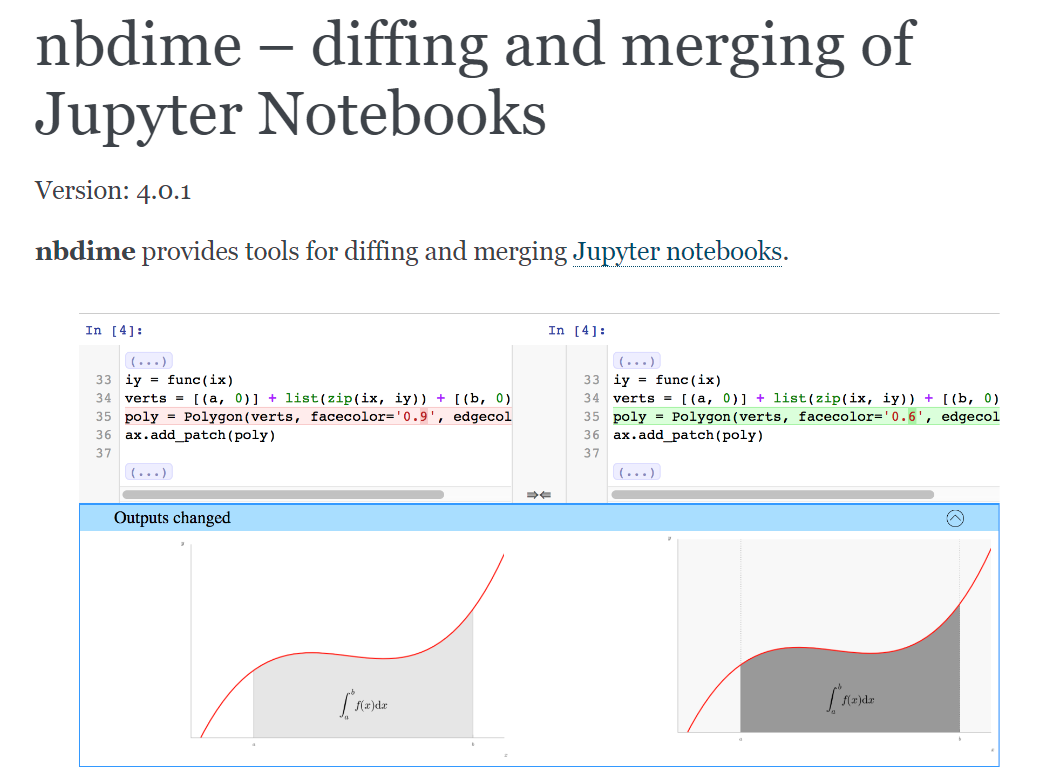 nbdime – diffing and merging of
Jupyter Notebooks
Version: 4.0.1
nbdime provides tools for diffing and merging Jupyter notebooks.
In [4]:
(...)
33 iy = func(ix)
34 verts = [(a, 0)] + list(zip(ix, iy)) + [(b, 0)
35 poly = Polygon(verts, facecolor='0.9', edgecol
36 ax.add_patch(poly)
37
(...)
In [4]:
(...)
33 iy = func(ix)
34 verts = [(a, 0)] + list(zip(ix, iy)) + [(b, 0)
35 poly = Polygon(verts, facecolor='0.6', edgecol
36 ax.add_patch(poly)
37
(...)
Outputs changed
y
∫ₐᵇ f(x)dx
a b
x
y
∫ₐᵇ f(x)dx
a b
x